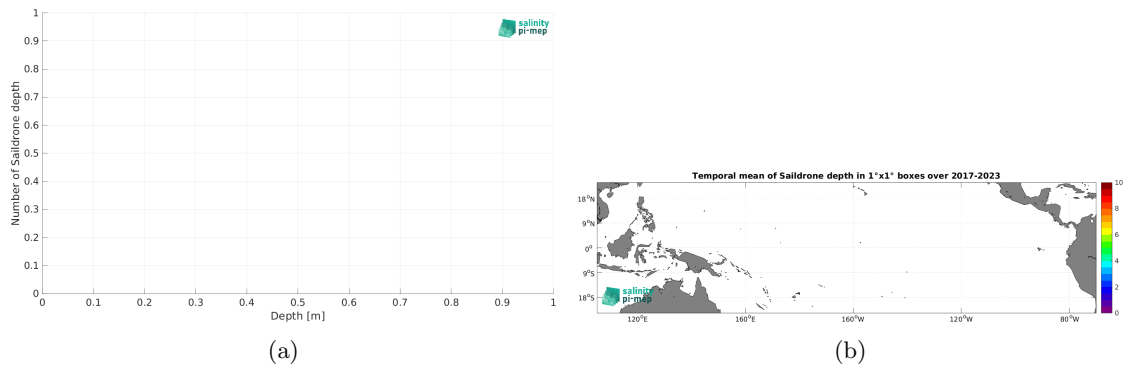 1
0.9
0.8
0.7
0.6
0.5
0.4
0.3
0.2
0.1
0
Number of Saildrone depth
0 0.1 0.2 0.3 0.4 0.5 0.6 0.7 0.8 0.9 1
Depth [m]
salinity
pi-mep
(a)
Temporal mean of Saildrone depth in 1°x1° boxes over 2017-2023
18°N
9°N
0°
9°S
18°S
120°E 160°E 160°W 120°W 80°W
salinity
pi-mep
10
8
6
4
2
0
(b)